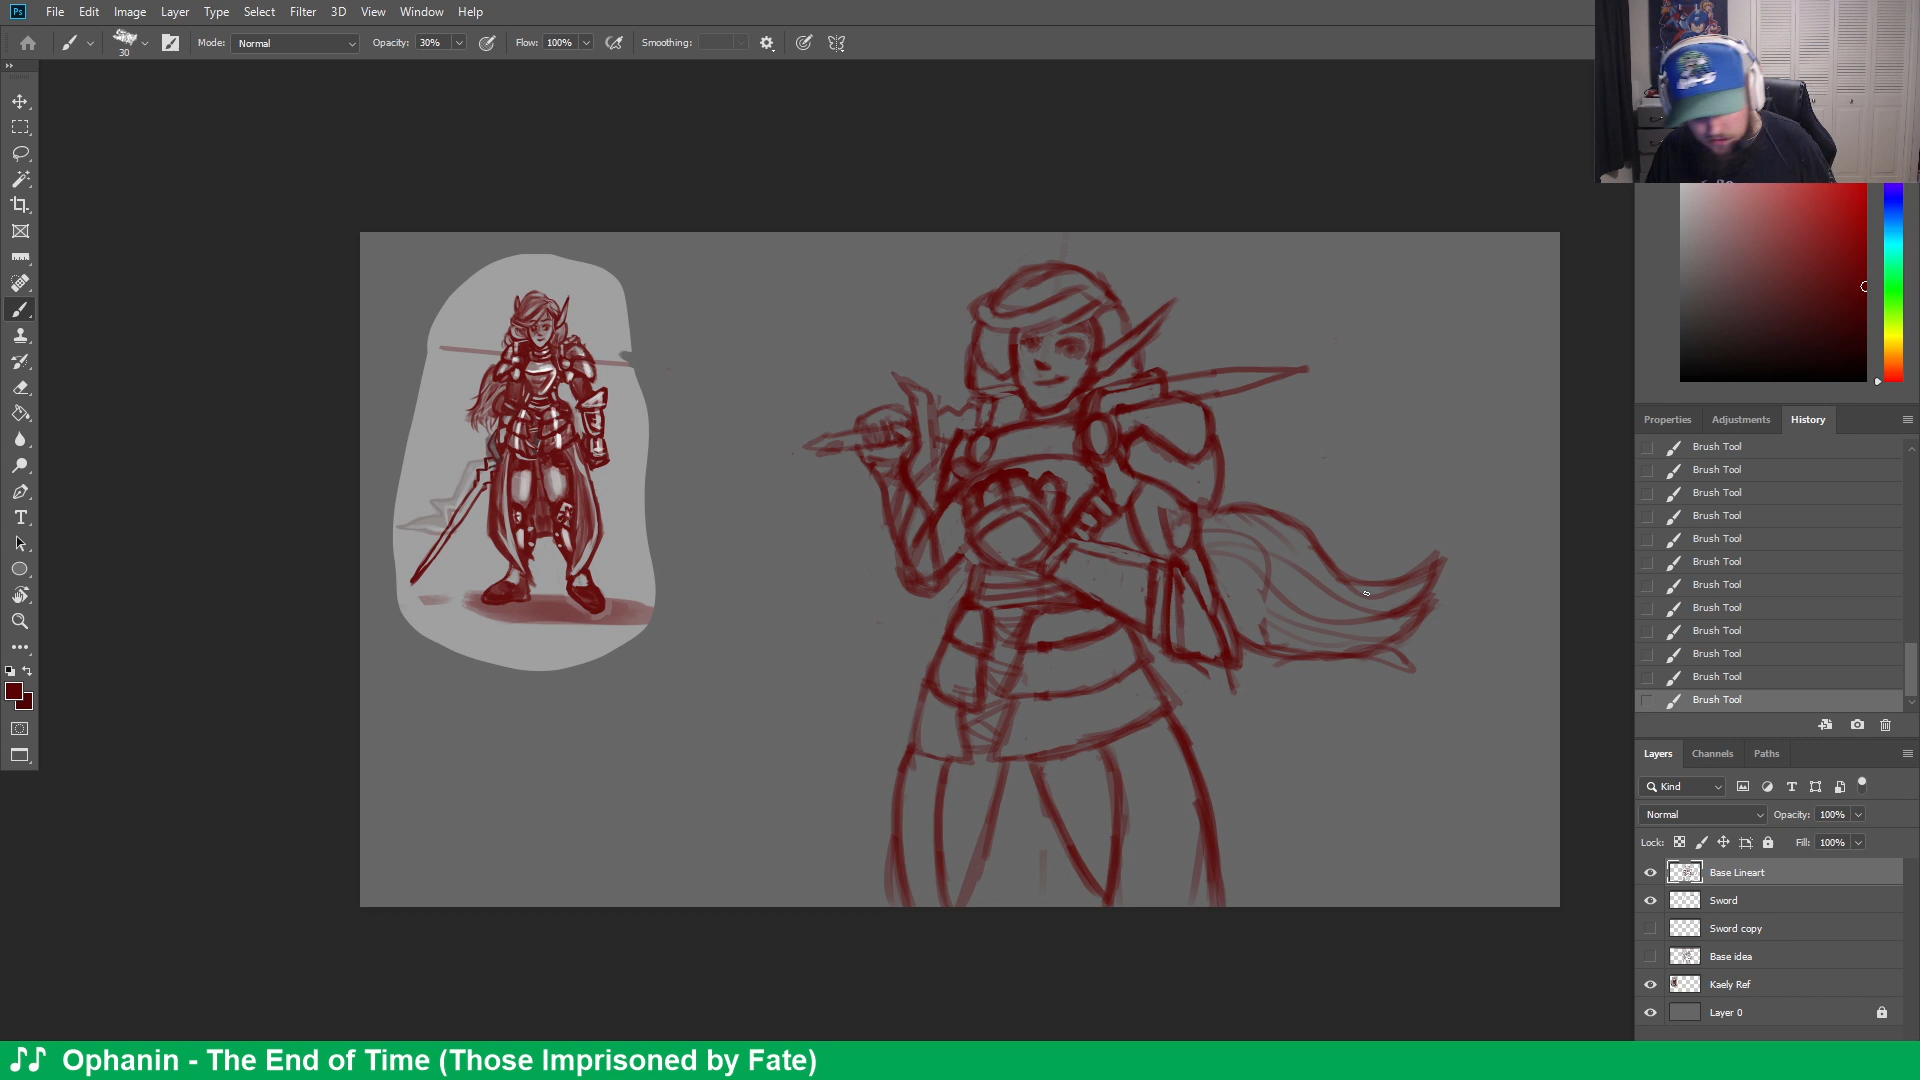 Ps File Edit Image Layer Type Select Filter 3D View Window Help
30 Mode: Normal Opacity: 30% Flow: 100% Smoothing:
Properties Adjustments History
Brush Tool
Brush Tool
Brush Tool
Brush Tool
Brush Tool
Brush Tool
Brush Tool
Brush Tool
Brush Tool
Brush Tool
Brush Tool
Brush Tool
Layers Channels Paths
Kind
Normal Opacity: 100%
Lock: Fill: 100%
Base Lineart
Sword
Sword copy
Base idea
Kaely Ref
Layer 0
Ophanin - The End of Time (Those Imprisoned by Fate)